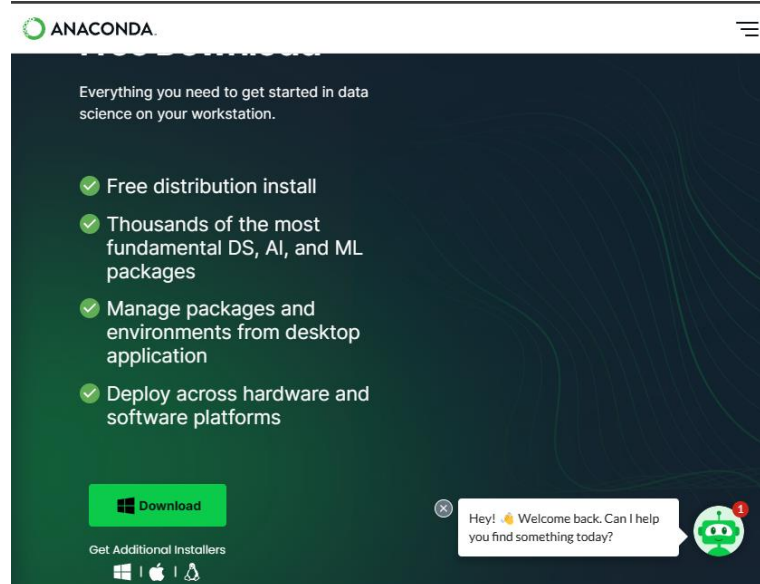 ANACONDA.
Free Download
Everything you need to get started in data
science on your workstation.
Free distribution install
Thousands of the most
fundamental DS, AI, and ML
packages
Manage packages and
environments from desktop
application
Deploy across hardware and
software platforms
Download
Get Additional Installers
Hey! 👋 Welcome back. Can I help
you find something today?
1